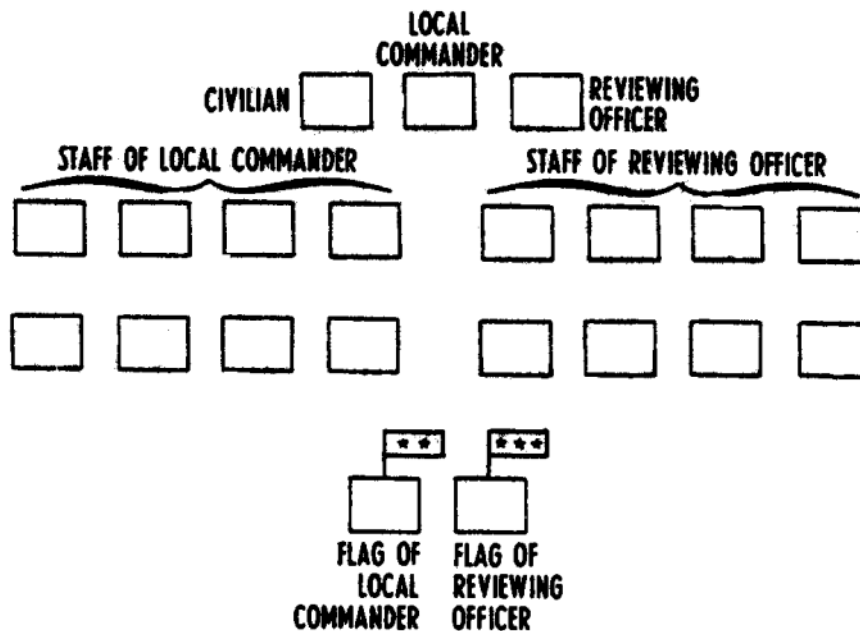 LOCAL
COMMANDER
CIVILIAN
REVIEWING
OFFICER
STAFF OF LOCAL COMMANDER
STAFF OF REVIEWING OFFICER
FLAG OF
LOCAL
COMMANDER
FLAG OF
REVIEWING
OFFICER